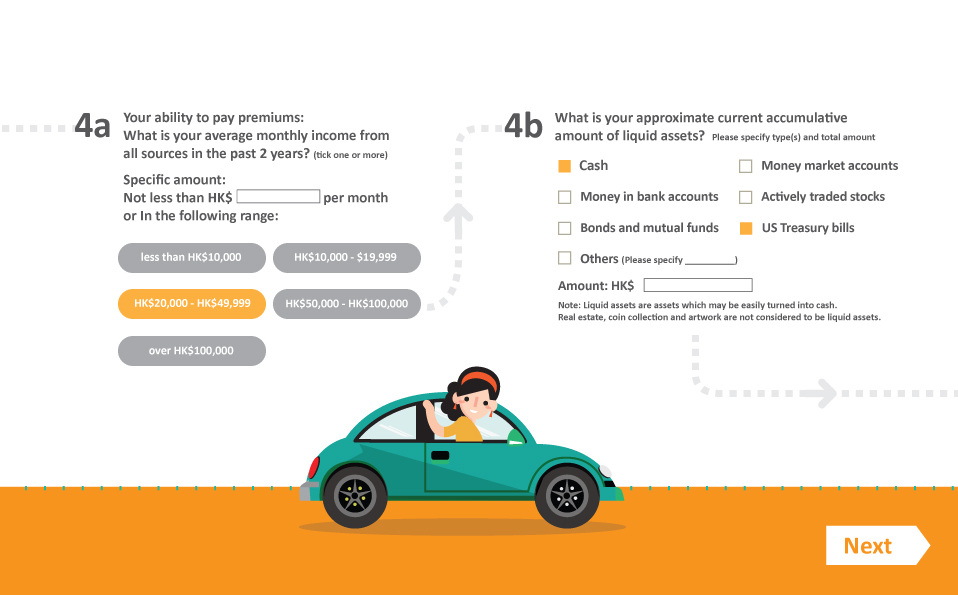 4a
Your ability to pay premiums:
What is your average monthly income from
all sources in the past 2 years? (tick one or more)
Specific amount:
Not less than HK$ per month
or In the following range:
less than HK$10,000
HK$10,000 - $19,999
HK$20,000 - HK$49,999
HK$50,000 - HK$100,000
over HK$100,000
4b
What is your approximate current accumulative
amount of liquid assets? Please specify type(s) and total amount
Cash
Money market accounts
Money in bank accounts
Actively traded stocks
Bonds and mutual funds
US Treasury bills
Others (Please specify __________)
Amount: HK$
Note: Liquid assets are assets which may be easily turned into cash.
Real estate, coin collection and artwork are not considered to be liquid assets.
Next